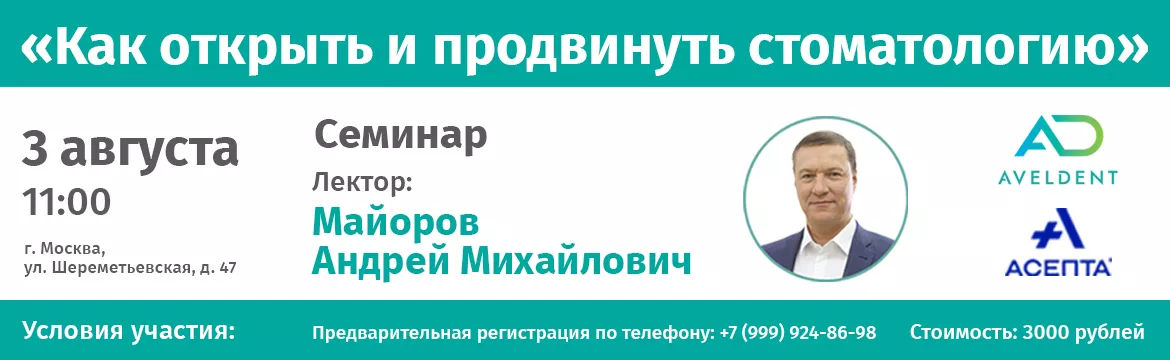 «Как открыть и продвинуть стоматологию»
3 августа
11:00
г. Москва,
ул. Шереметьевская, д. 47
Семинар
Лектор:
Майоров
Андрей Михайлович
AD
AVELDENT
АСЕПТА
Условия участия:
Предварительная регистрация по телефону: +7 (999) 924-86-98
Стоимость: 3000 рублей